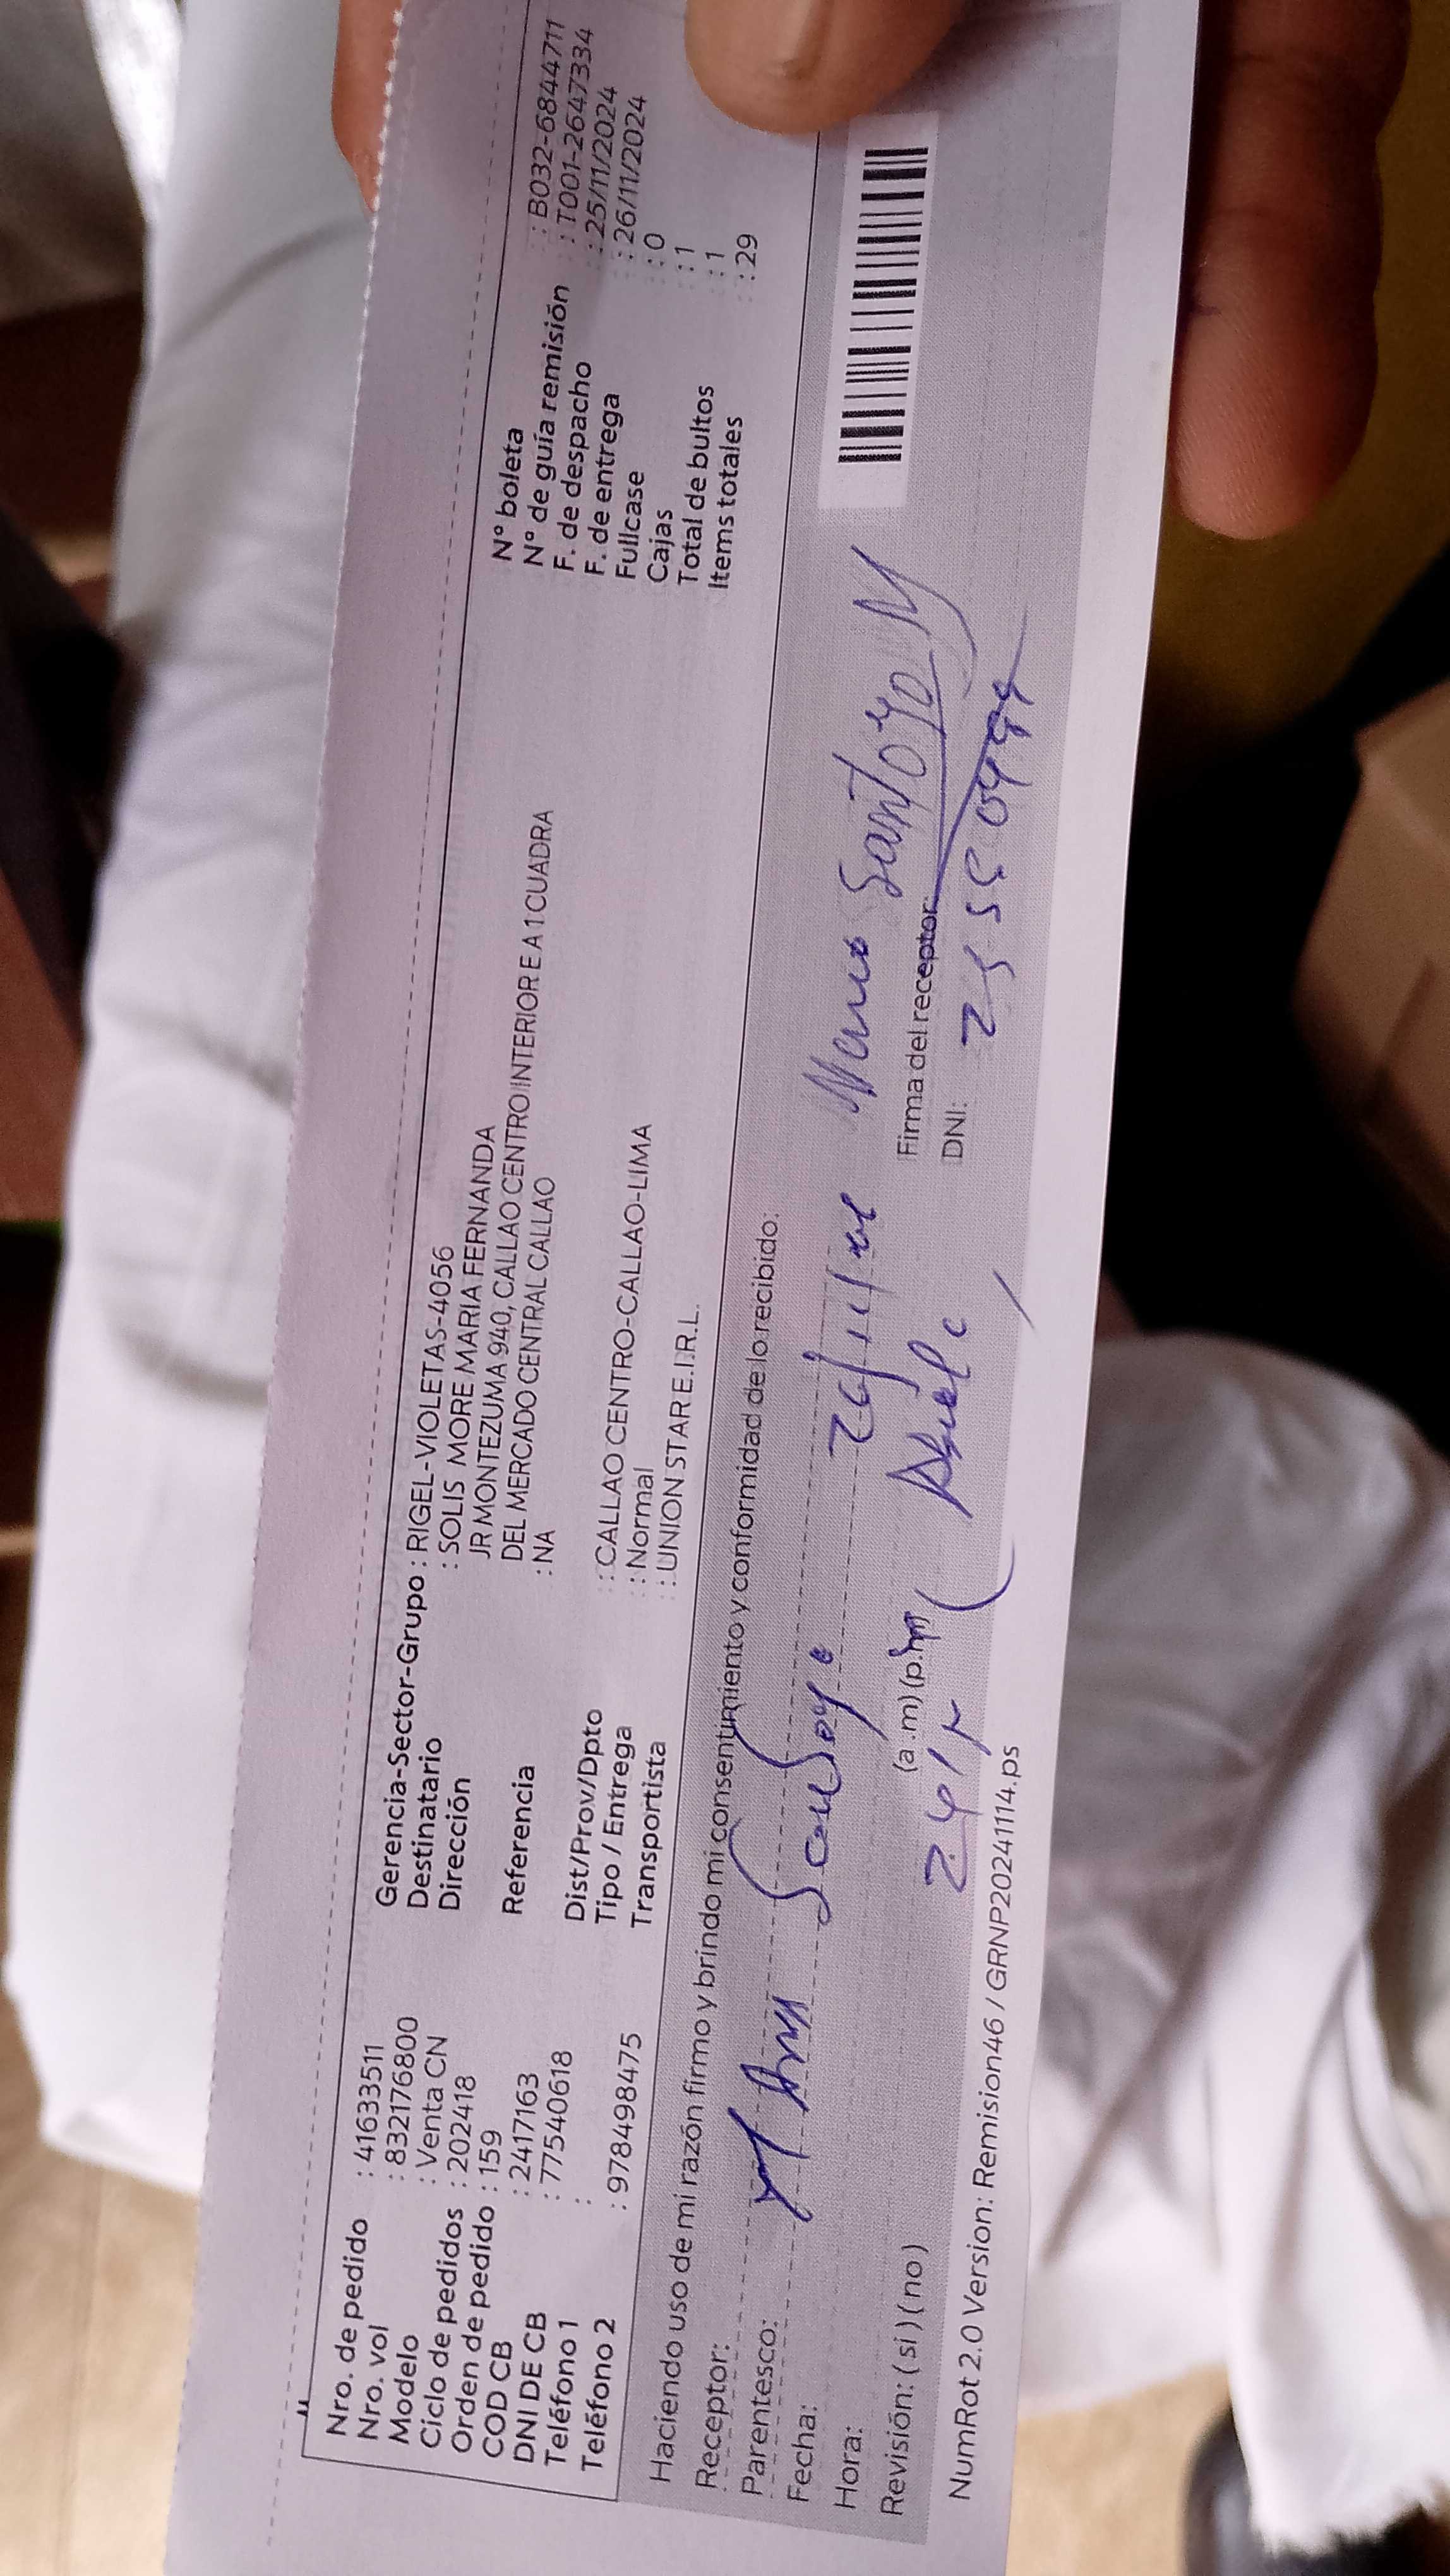 Nro. de pedido : 41633511
Nro. vol : 832176800
Modelo : Venta CN
Ciclo de pedidos : 202418
Orden de pedido : 159
COD CB : 2417163
DNI DE CB : 77540618
Teléfono 1 :
Teléfono 2 : 978498475
Gerencia-Sector-Grupo : RIGEL-VIOLETAS-4056
Destinatario : SOLIS MORE MARIA FERNANDA
Dirección JR MONTEZUMA 940, CALLAO CENTRO INTERIOR E A 1 CUADRA
DEL MERCADO CENTRAL CALLAO
Referencia : NA
Dist/Prov/Dpto : CALLAO CENTRO-CALLAO-LIMA
Tipo / Entrega : Normal
Transportista : UNION STAR E.I.R.L.
N° boleta : B032-6844711
N° de guía remisión : T001-2647334
F. de despacho : 25/11/2024
F. de entrega : 26/11/2024
Fullcase : 0
Cajas : 1
Total de bultos : 1
Items totales : 29
Haciendo uso de mi razón firmo y brindo mi consentimiento y conformidad de lo recibido:
Receptor:
Parentesco:
Fecha:
Hora: (a.m) (p.m)
Revisión: ( si ) ( no )
Santoyo
Firma del receptor:
DNI:
NumRot 2.0 Version: Remision46 / GRNP20241114.ps